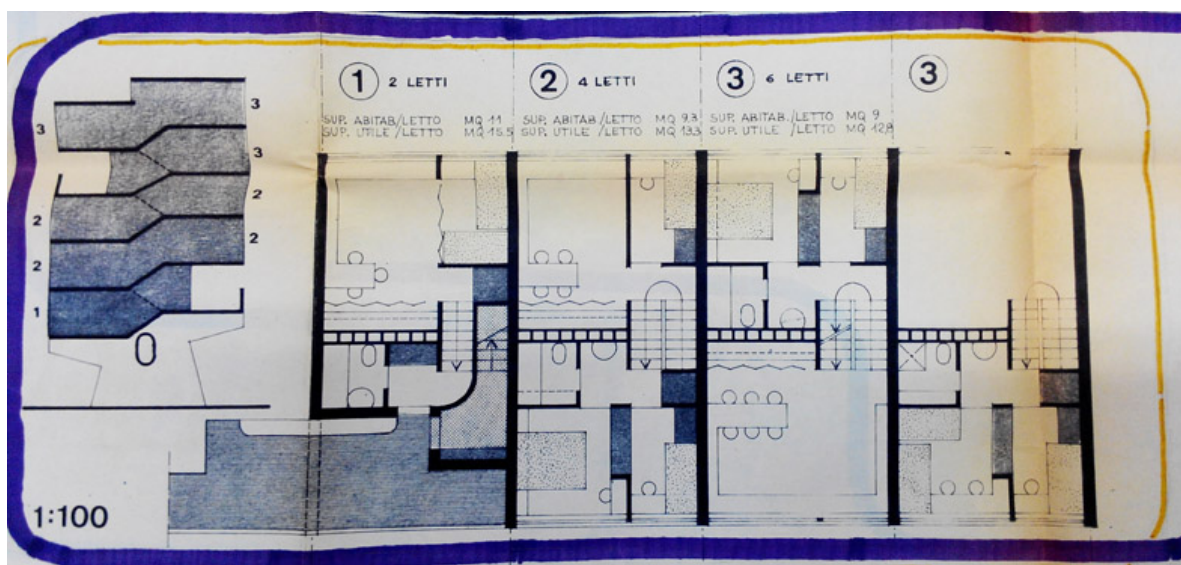 1 2 LETTI
SUP. ABITAB/LETTO MQ 11
SUP. UTILE/LETTO MQ 15.5
2 4 LETTI
SUP. ABITAB./LETTO MQ 9,3
SUP. UTILE /LETTO MQ 13,3
3 6 LETTI
SUP. ABITAB./LETTO MQ 9
SUP. UTILE /LETTO MQ 12,8
3
3
3
3
2
2
2
2
1
0
1:100